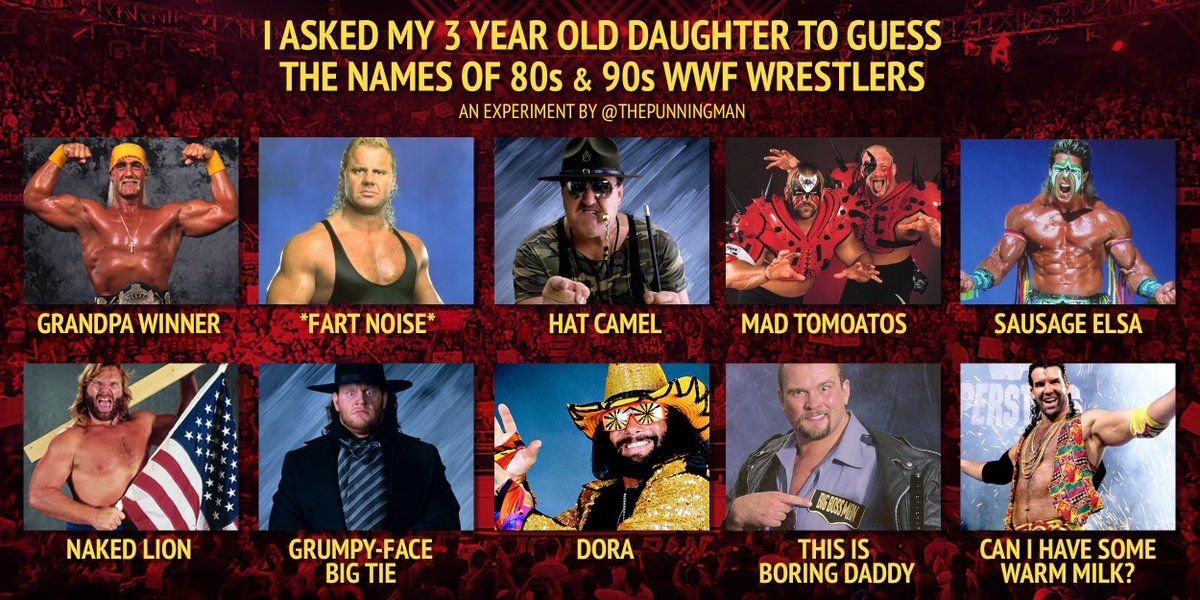 I ASKED MY 3 YEAR OLD DAUGHTER TO GUESS
THE NAMES OF 80s & 90s WWF WRESTLERS
AN EXPERIMENT BY @THEPUNNINGMAN
GRANDPA WINNER
*FART NOISE*
HAT CAMEL
MAD TOMOATOS
SAUSAGE ELSA
BIG BOSS MAN
NAKED LION
GRUMPY-FACE
BIG TIE
DORA
THIS IS
BORING DADDY
CAN I HAVE SOME
WARM MILK?